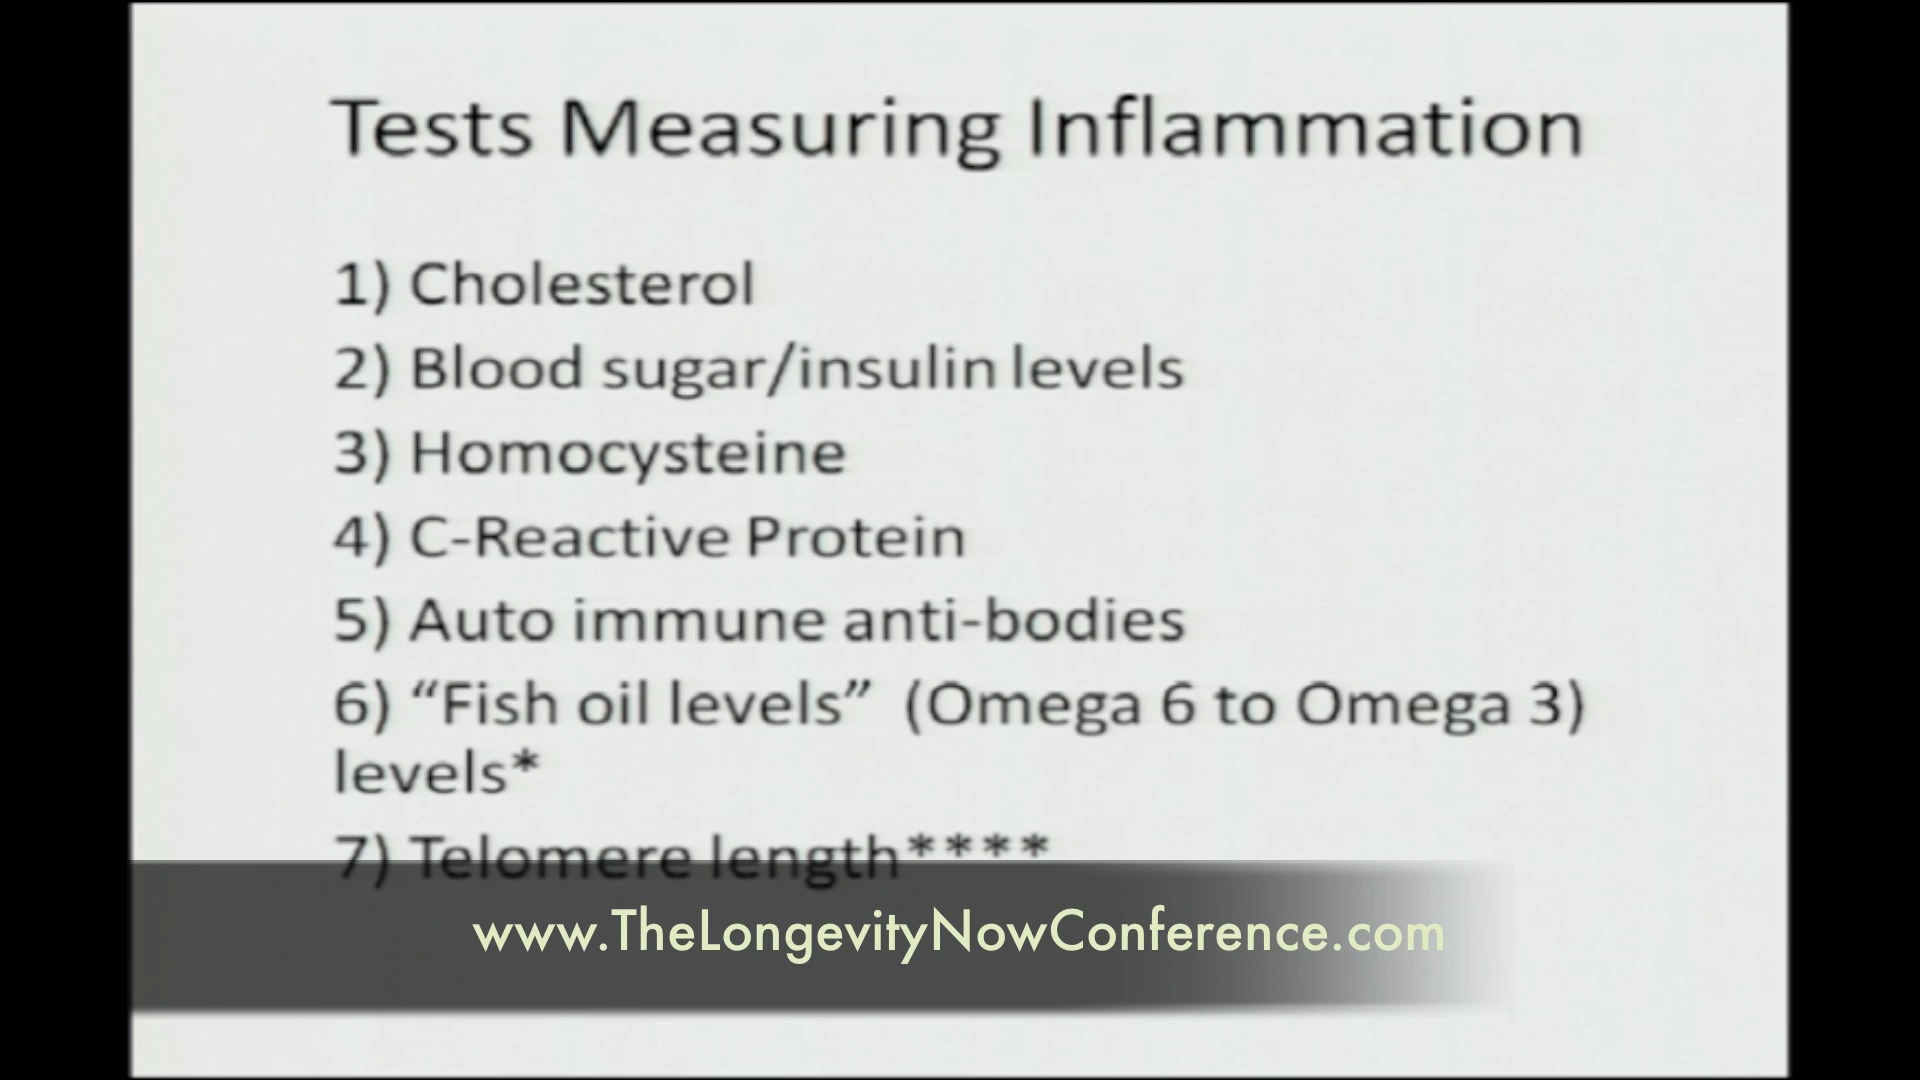 Tests Measuring Inflammation
1) Cholesterol
2) Blood sugar/insulin levels
3) Homocysteine
4) C-Reactive Protein
5) Auto immune anti-bodies
6) “Fish oil levels” (Omega 6 to Omega 3)
levels*
7) Telomere length****
www.TheLongevityNowConference.com